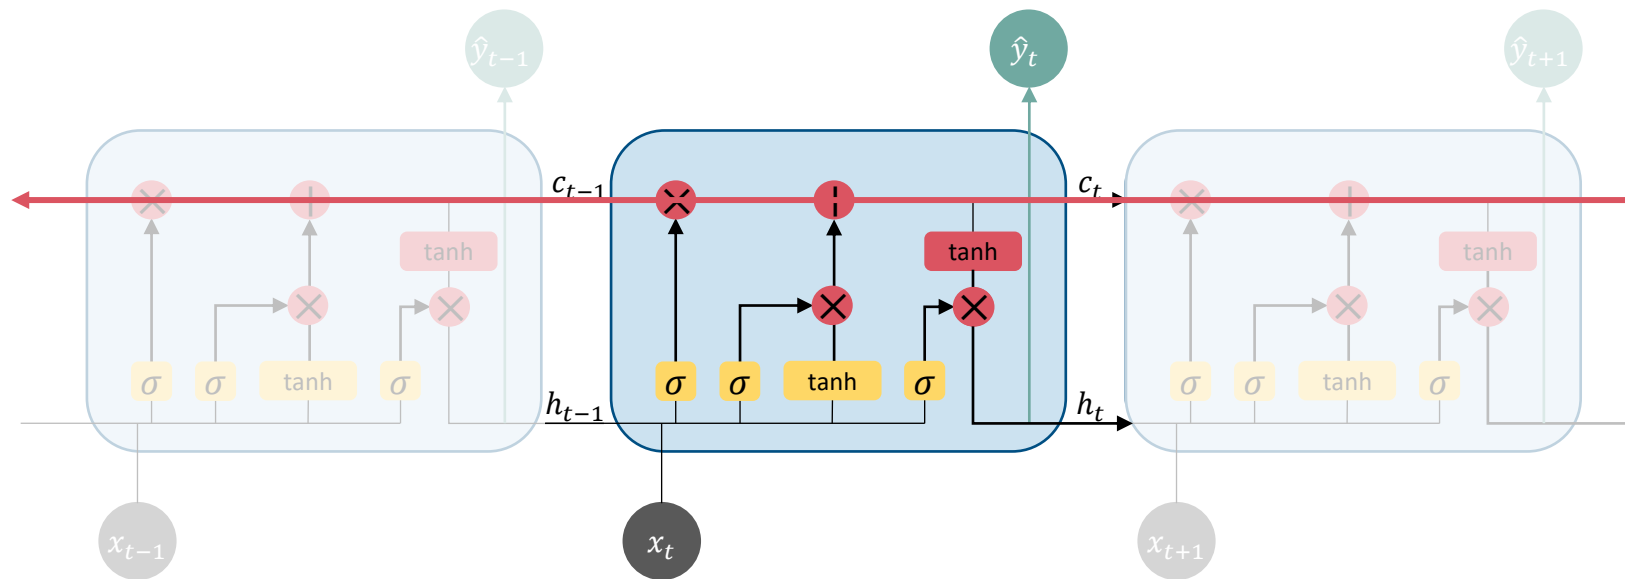 ŷₜ₋₁ ŷₜ ŷₜ₊₁
cₜ₋₁ cₜ
tanh tanh tanh
σ σ tanh σ σ σ tanh σ σ σ tanh σ
hₜ₋₁ hₜ
xₜ₋₁ xₜ xₜ₊₁